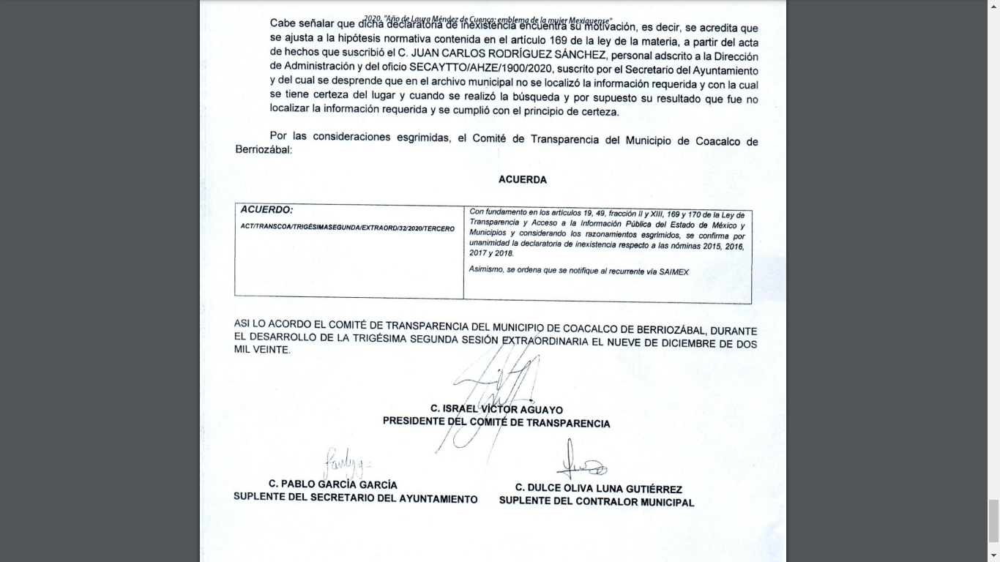 2020. "Año de Laura Méndez de Cuenca; emblema de la mujer Mexiquense"
Cabe señalar que dicha declaratoria de inexistencia encuentra su motivación, es decir, se acredita que
se ajusta a la hipótesis normativa contenida en el artículo 169 de la ley de la materia, a partir del acta
de hechos que suscribió el C. JUAN CARLOS RODRÍGUEZ SÁNCHEZ, personal adscrito a la Dirección
de Administración y del oficio SECAYTTO/AHZE/1900/2020, suscrito por el Secretario del Ayuntamiento
y del cual se desprende que en el archivo municipal no se localizó la información requerida y con la cual
se tiene certeza del lugar y cuando se realizó la búsqueda y por supuesto su resultado que fue no
localizar la información requerida y se cumplió con el principio de certeza.
Por las consideraciones esgrimidas, el Comité de Transparencia del Municipio de Coacalco de
Berriozábal:
ACUERDA
ACUERDO:
ACT/TRANSCOA/TRIGÉSIMASEGUNDA/EXTRAORD/32/2020/TERCERO
Con fundamento en los artículos 19, 49, fracción II y XIII, 169 y 170 de la Ley de
Transparencia y Acceso a la Información Pública del Estado de México y
Municipios y considerando los razonamientos esgrimidos, se confirma por
unanimidad la declaratoria de inexistencia respecto a las nóminas 2015, 2016,
2017 y 2018.
Asimismo, se ordena que se notifique al recurrente vía SAIMEX
ASI LO ACORDO EL COMITÉ DE TRANSPARENCIA DEL MUNICIPIO DE COACALCO DE BERRIOZÁBAL, DURANTE
EL DESARROLLO DE LA TRIGÉSIMA SEGUNDA SESIÓN EXTRAORDINARIA EL NUEVE DE DICIEMBRE DE DOS
MIL VEINTE.
C. ISRAEL VÍCTOR AGUAYO
PRESIDENTE DEL COMITÉ DE TRANSPARENCIA
C. PABLO GARCÍA GARCÍA
SUPLENTE DEL SECRETARIO DEL AYUNTAMIENTO
C. DULCE OLIVA LUNA GUTIÉRREZ
SUPLENTE DEL CONTRALOR MUNICIPAL